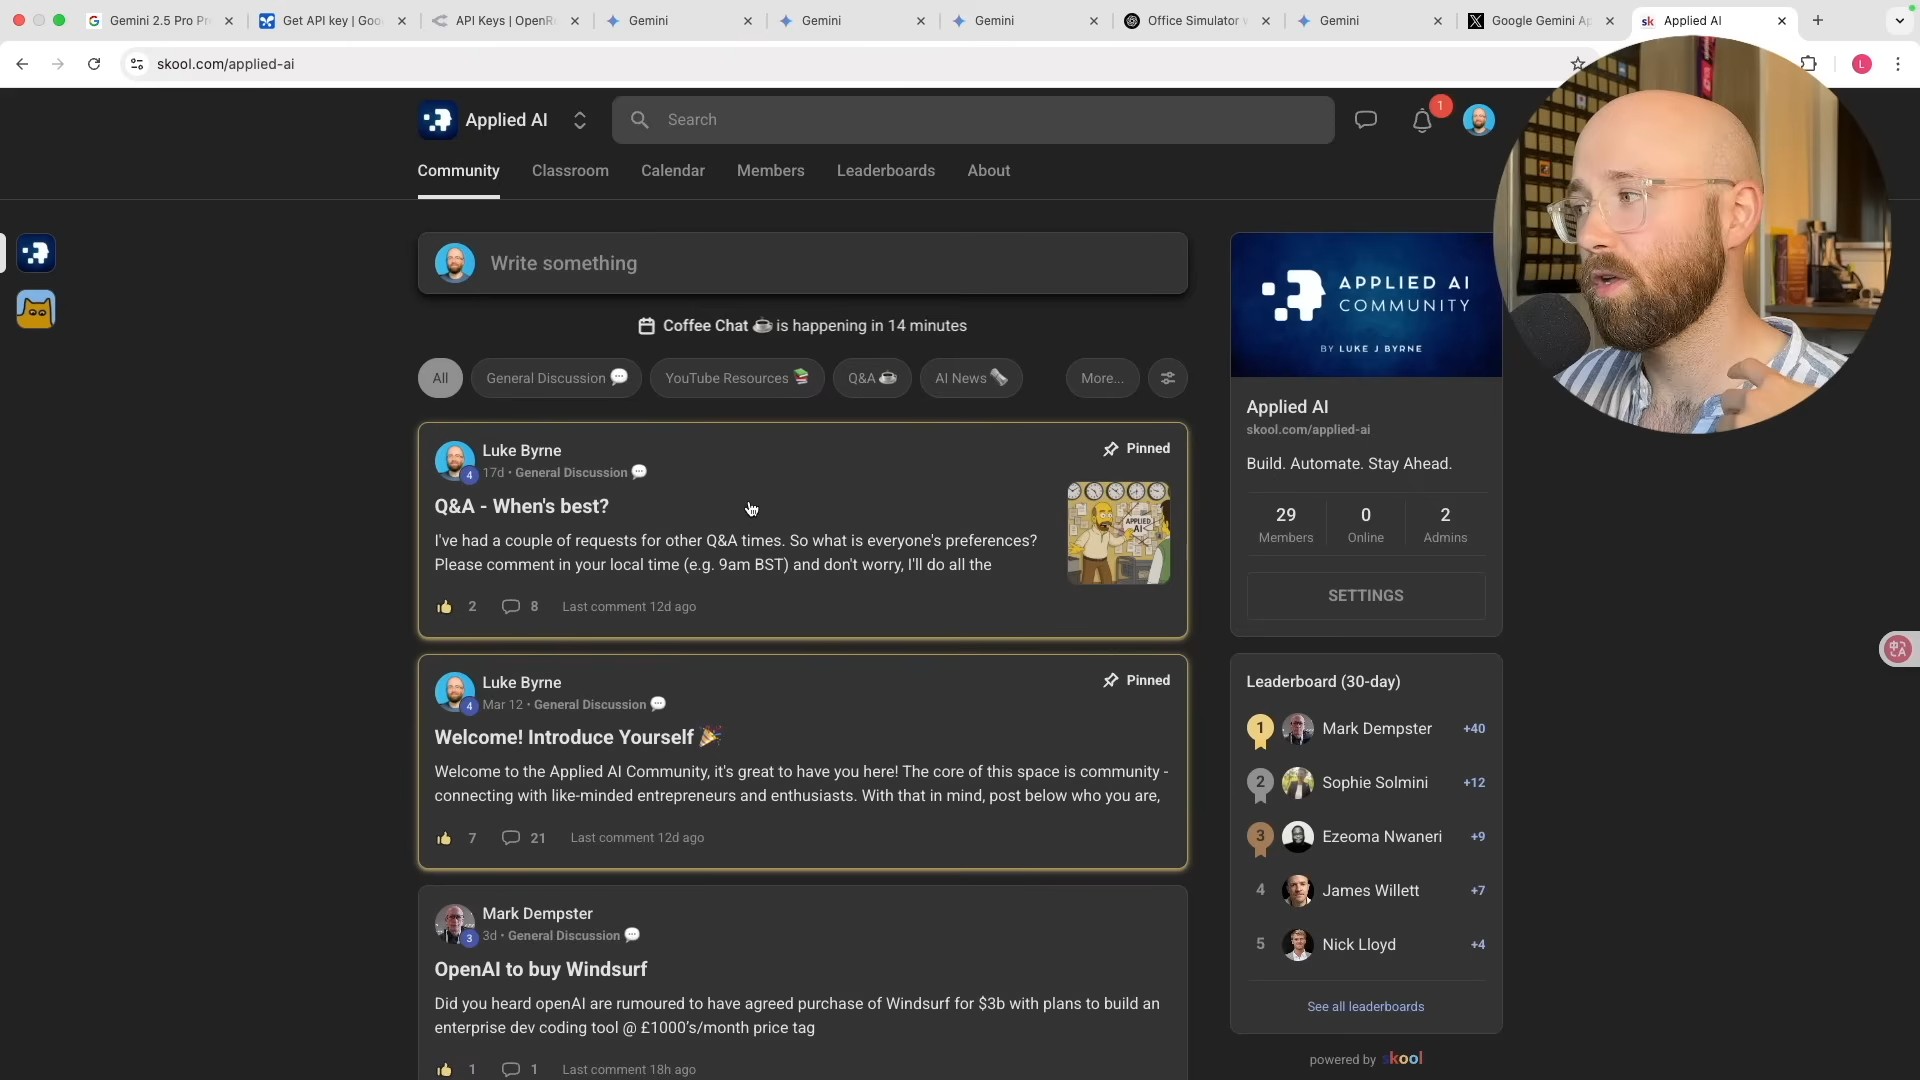 Gemini 2.5 Pro Pr
Get API key | Goo
API Keys | OpenR
Gemini
Gemini
Gemini
Office Simulator
Gemini
Google Gemini Ap
sk
Applied AI
skool.com/applied-ai
L
Applied AI
Search
1
Community
Classroom
Calendar
Members
Leaderboards
About
Write something
Coffee Chat ☕ is happening in 14 minutes
All
General Discussion 💬
YouTube Resources 📚
Q&A ☕
AI News 🗞️
More...
Luke Byrne
Pinned
4
17d • General Discussion 💬
Q&A - When's best?
I've had a couple of requests for other Q&A times. So what is everyone's preferences?
Please comment in your local time (e.g. 9am BST) and don't worry, I'll do all the
APPLIED
AI
2
8
Last comment 12d ago
Luke Byrne
Pinned
4
Mar 12 • General Discussion 💬
Welcome! Introduce Yourself 🎉
Welcome to the Applied AI Community, it's great to have you here! The core of this space is community -
connecting with like-minded entrepreneurs and enthusiasts. With that in mind, post below who you are,
7
21
Last comment 12d ago
Mark Dempster
3
3d • General Discussion 💬
OpenAI to buy Windsurf
Did you heard openAI are rumoured to have agreed purchase of Windsurf for $3b with plans to build an
enterprise dev coding tool @ £1000's/month price tag
1
1
Last comment 18h ago
APPLIED AI
COMMUNITY
BY LUKE J BYRNE
Applied AI
skool.com/applied-ai
Build. Automate. Stay Ahead.
29
Members
0
Online
2
Admins
SETTINGS
Leaderboard (30-day)
1
Mark Dempster
+40
2
Sophie Solmini
+12
3
Ezeoma Nwaneri
+9
4
James Willett
+7
5
Nick Lloyd
+4
See all leaderboards
powered by skool
中A